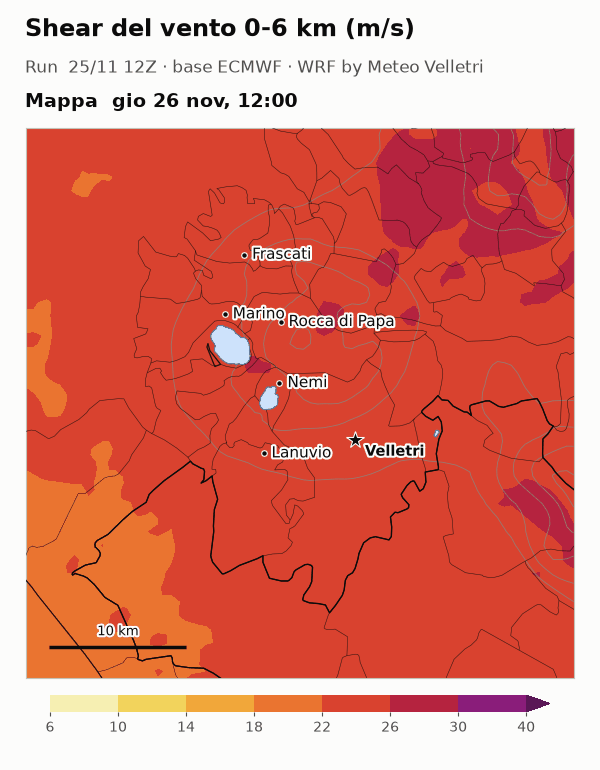 Shear del vento 0-6 km (m/s)
Run  25/11 12Z · base ECMWF · WRF by Meteo Velletri
Mappa  gio 26 nov, 12:00
Frascati
Marino
Rocca di Papa
Nemi
Velletri
Lanuvio
10 km
6 10 14 18 22 26 30 40